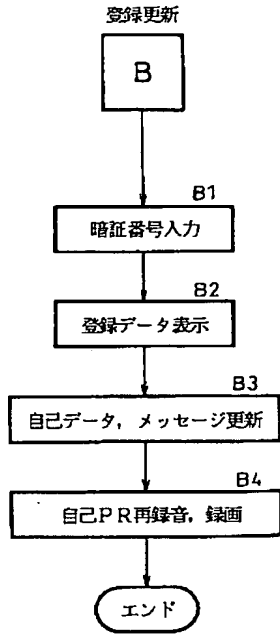 登録更新
B
B1
暗証番号入力
B2
登録データ表示
B3
自己データ,メッセージ更新
B4
自己PR再録音,録画
エンド